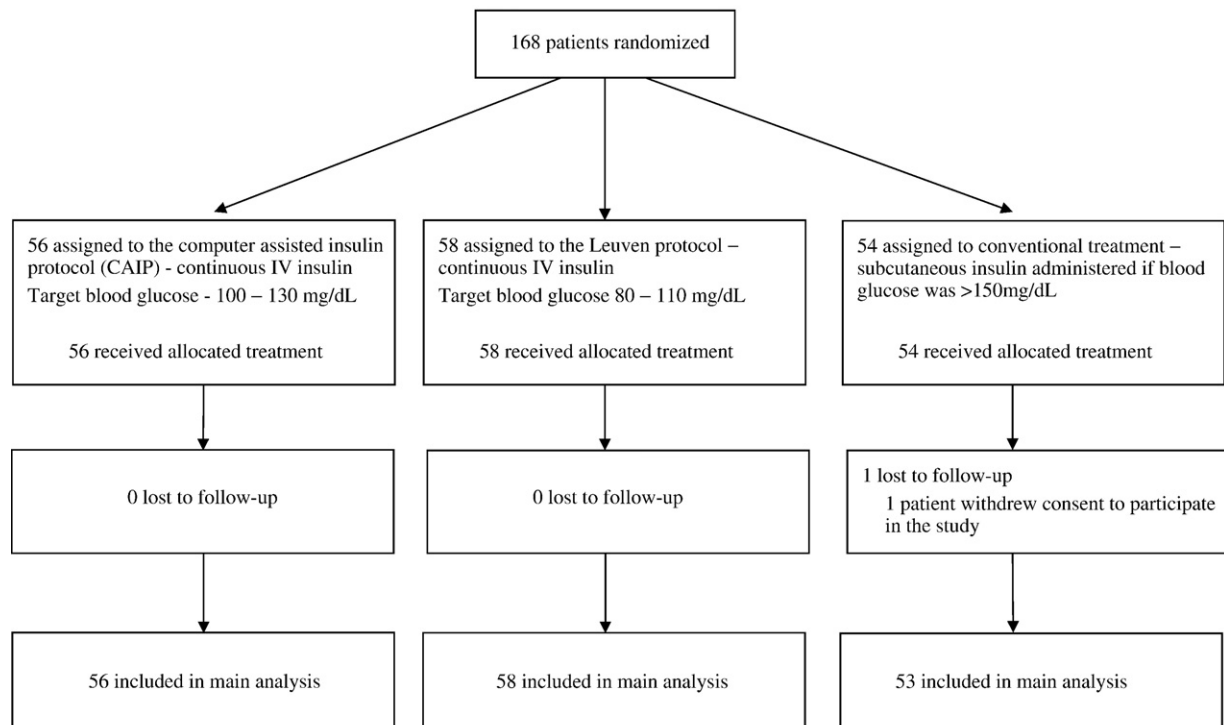 168 patients randomized
56 assigned to the computer assisted insulin
protocol (CAIP) - continuous IV insulin
Target blood glucose - 100 – 130 mg/dL
56 received allocated treatment
58 assigned to the Leuven protocol –
continuous IV insulin
Target blood glucose 80 – 110 mg/dL
58 received allocated treatment
54 assigned to conventional treatment –
subcutaneous insulin administered if blood
glucose was >150mg/dL
54 received allocated treatment
0 lost to follow-up
0 lost to follow-up
1 lost to follow-up
1 patient withdrew consent to participate
in the study
56 included in main analysis
58 included in main analysis
53 included in main analysis